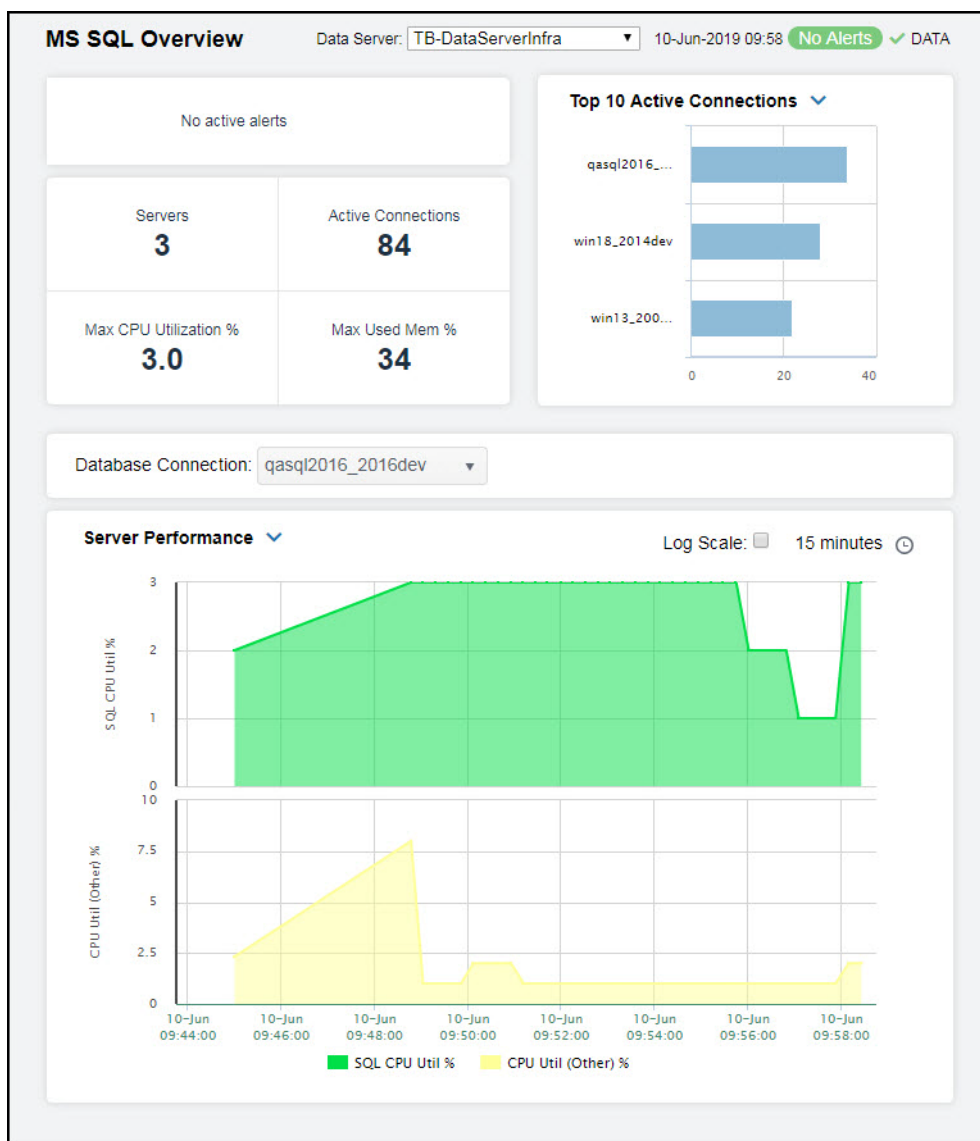 MS SQL Overview
Data Server: TB-DataServerInfra 10-Jun-2019 09:58 No Alerts DATA
No active alerts
Servers
3
Active Connections
84
Max CPU Utilization %
3.0
Max Used Mem %
34
Top 10 Active Connections
qasql2016_...
win18_2014dev
win13_200...
0 20 40
Database Connection: qasql2016_2016dev
Server Performance
Log Scale: 15 minutes
3
2
1
0
SQL CPU Util %
10
7.5
5
2.5
0
CPU Util (Other) %
10-Jun 10-Jun 10-Jun 10-Jun 10-Jun 10-Jun 10-Jun 10-Jun
09:44:00 09:46:00 09:48:00 09:50:00 09:52:00 09:54:00 09:56:00 09:58:00
SQL CPU Util % CPU Util (Other) %